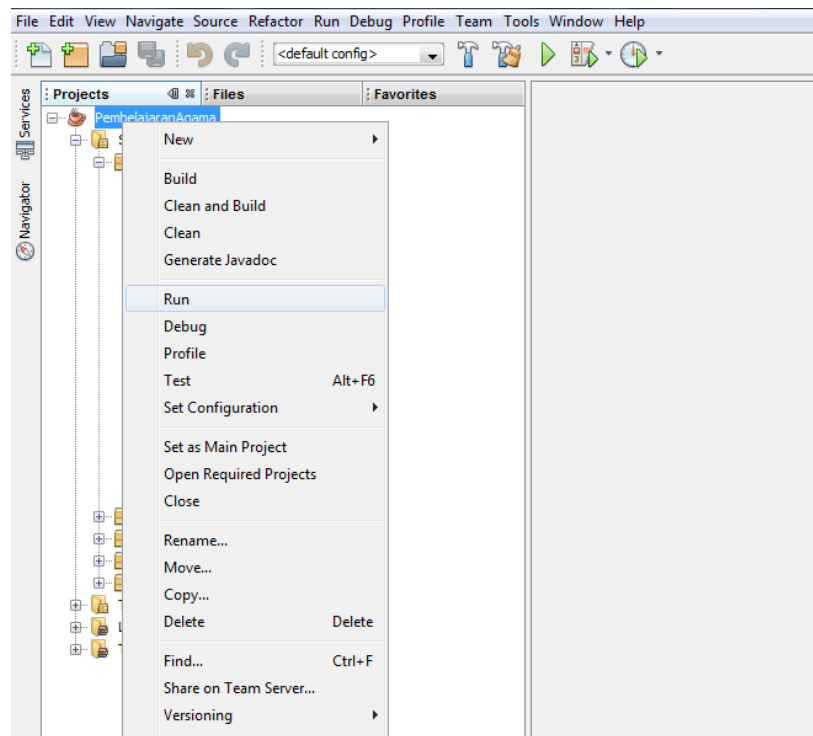 File Edit View Navigate Source Refactor Run Debug Profile Team Tools Window Help
<default config>
Services
Navigator
Projects Files Favorites
PembelajaranAgama
New
Build
Clean and Build
Clean
Generate Javadoc
Run
Debug
Profile
Test Alt+F6
Set Configuration
Set as Main Project
Open Required Projects
Close
Rename...
Move...
Copy...
Delete Delete
Find... Ctrl+F
Share on Team Server...
Versioning